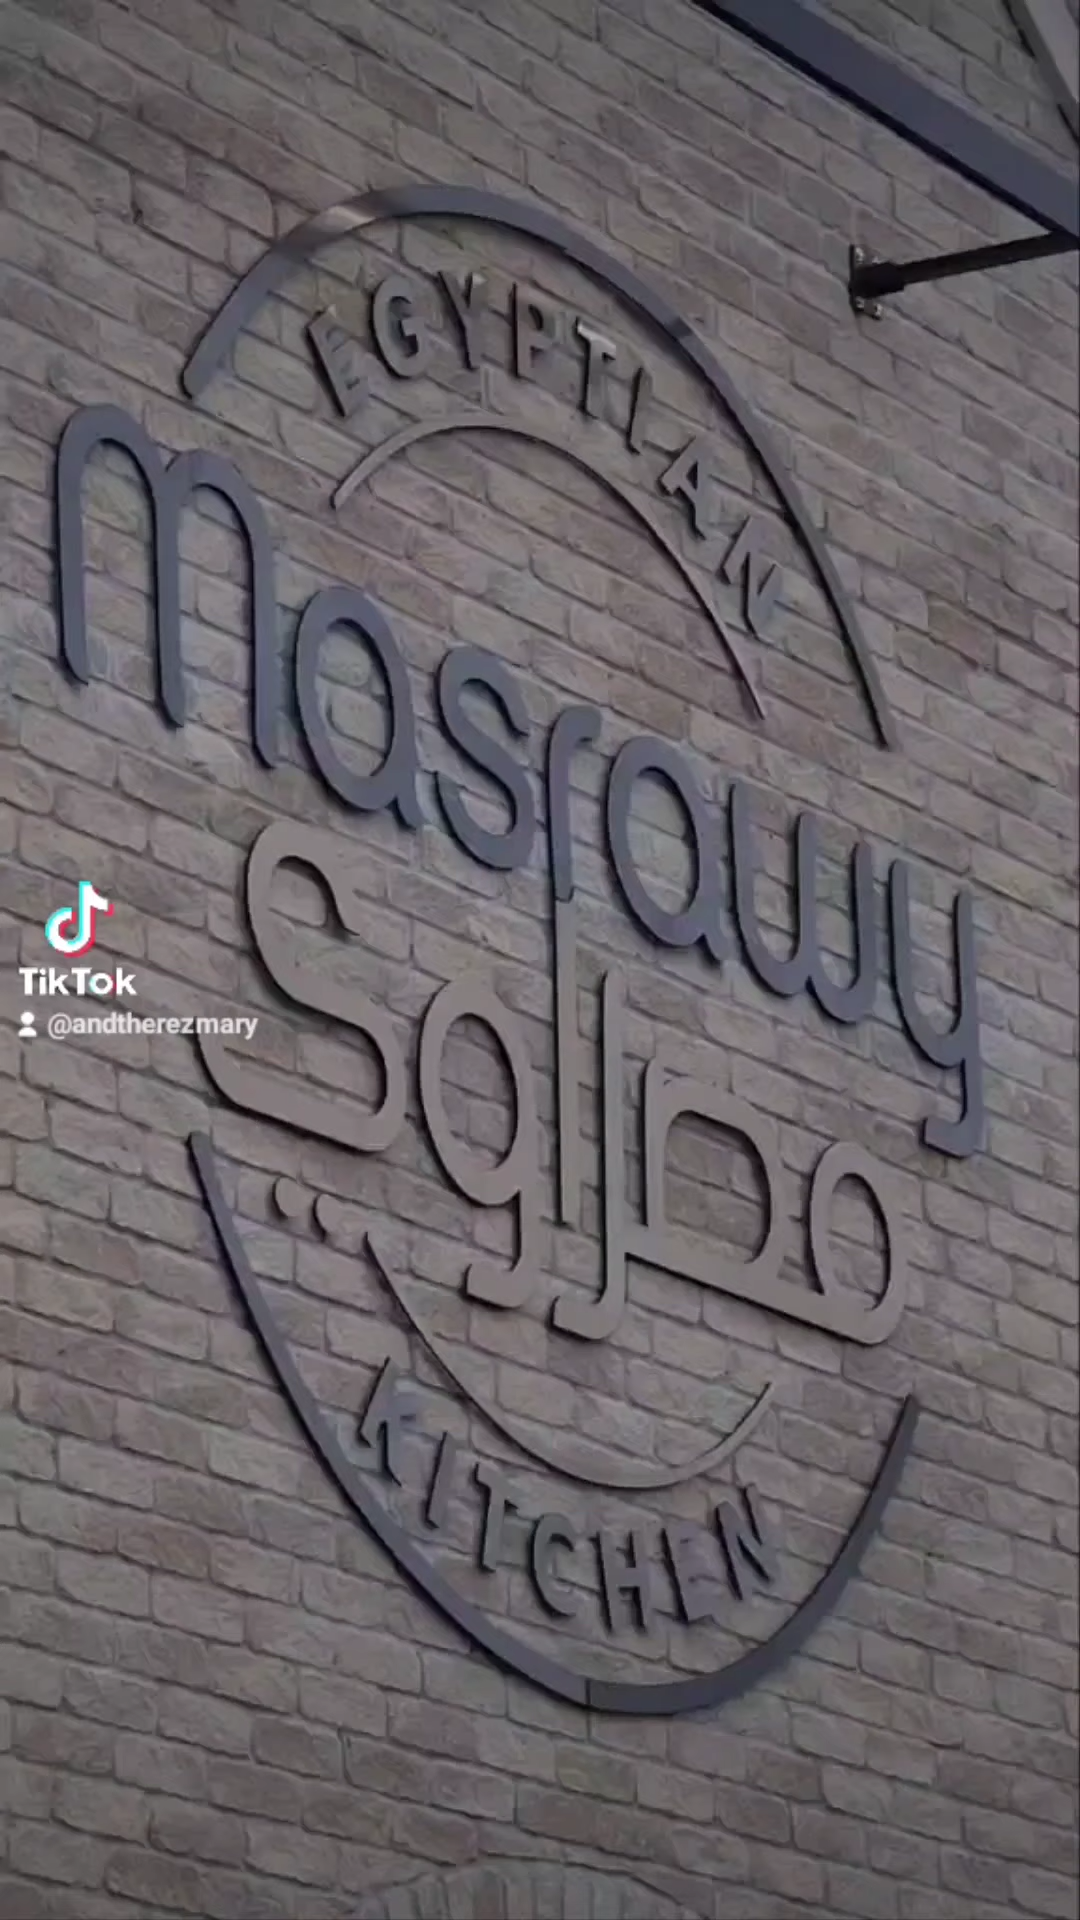 EGYPTIAN
masrawy
مصراوي
KITCHEN
TikTok
@andtherezmary